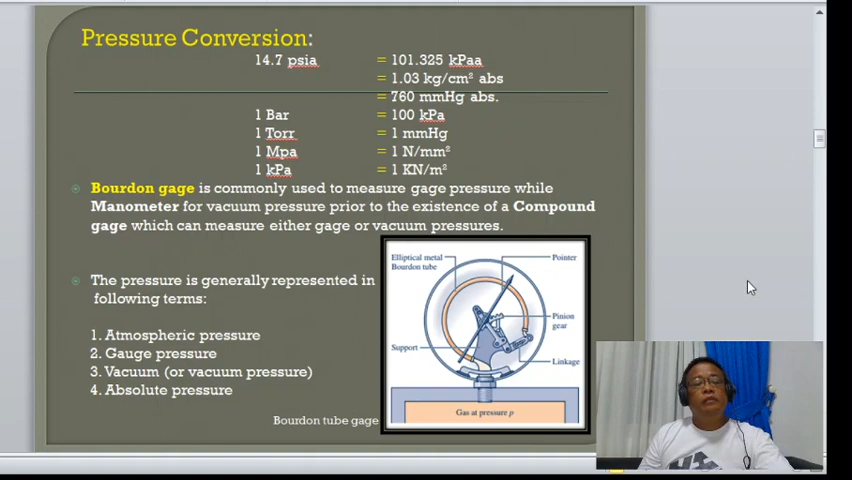 Pressure Conversion:
14.7 psia = 101.325 kPaa
= 1.03 kg/cm² abs
= 760 mmHg abs.
1 Bar = 100 kPa
1 Torr = 1 mmHg
1 Mpa = 1 N/mm²
1 kPa = 1 KN/m²
Bourdon gage is commonly used to measure gage pressure while
Manometer for vacuum pressure prior to the existence of a Compound
gage which can measure either gage or vacuum pressures.
The pressure is generally represented in
following terms:
1. Atmospheric pressure
2. Gauge pressure
3. Vacuum (or vacuum pressure)
4. Absolute pressure
Elliptical metal
Bourdon tube
Pointer
Pinion
gear
Support
Linkage
Gas at pressure p
Bourdon tube gage